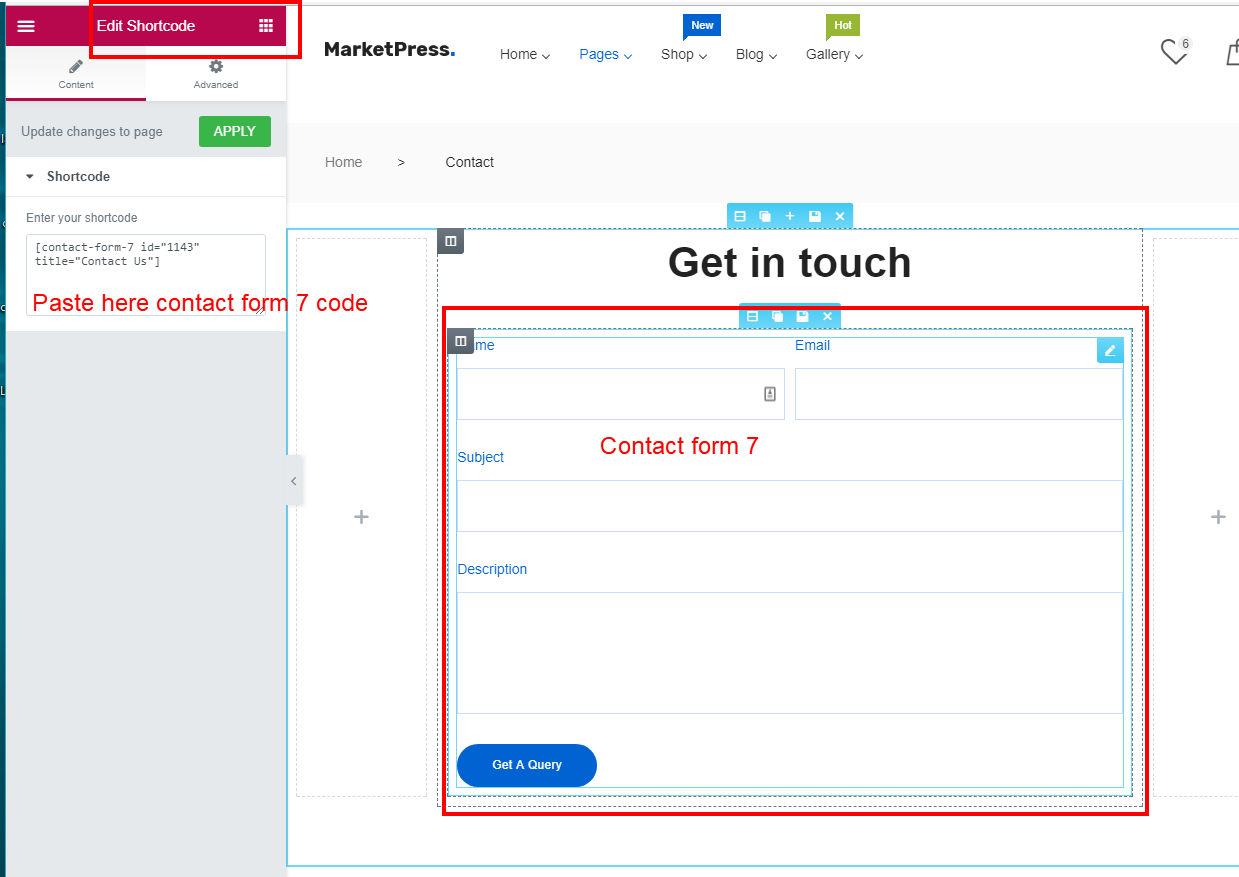 Edit Shortcode
Content
Advanced
Update changes to page
APPLY
Shortcode
Enter your shortcode
[contact-form-7 id="1143"
title="Contact Us"]
Paste here contact form 7 code
New
Hot
MarketPress.
Home
Pages
Shop
Blog
Gallery
6
Home > Contact
Get in touch
me
Email
Contact form 7
Subject
Description
Get A Query